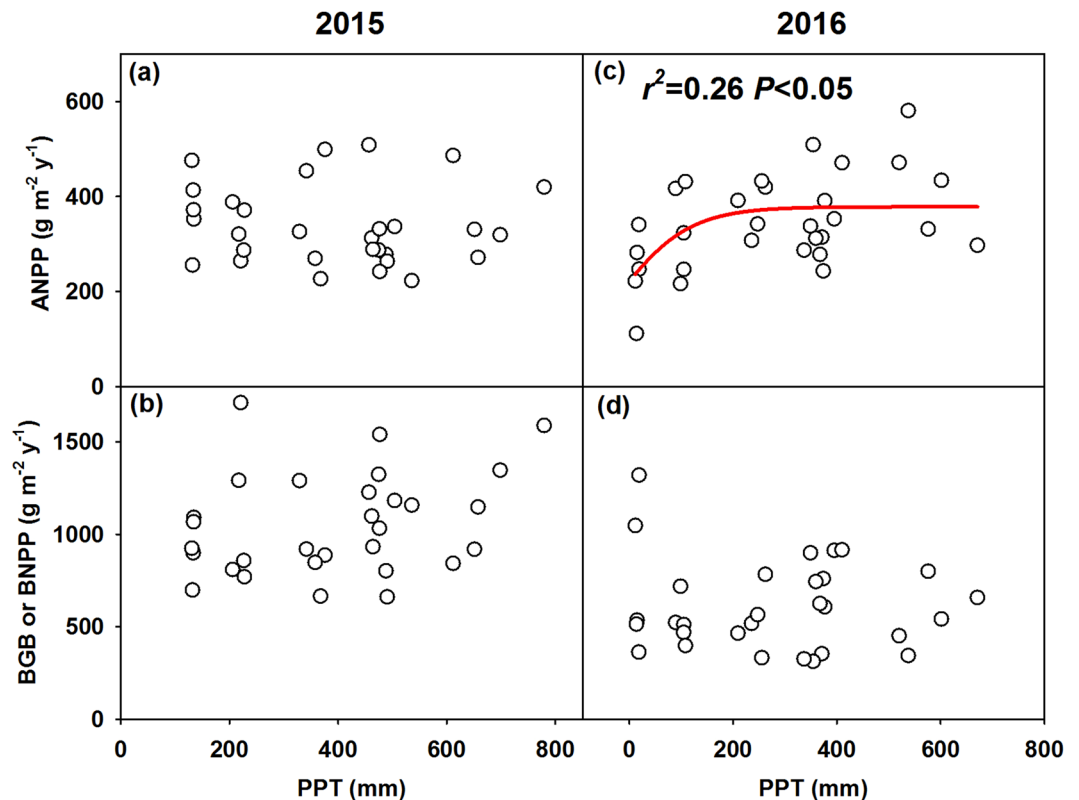 2015
2016
(a)
(c)
r²=0.26 P<0.05
600
400
200
0
ANPP (g m⁻² y⁻¹)
(b)
(d)
1500
1000
500
0
BGB or BNPP (g m⁻² y⁻¹)
0 200 400 600 800
0 200 400 600 800
PPT (mm)
PPT (mm)